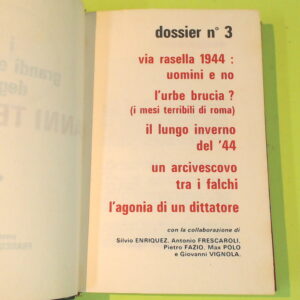 dossier n° 3
via rasella 1944 :
uomini e no
l'urbe brucia ?
(i mesi terribili di roma)
il lungo inverno
del '44
un arcivescovo
tra i falchi
l'agonia di un dittatore
con la collaborazione di
Silvio ENRIQUEZ, Antonio FRESCAROLI,
Pietro FAZIO, Max POLO
e Giovanni VIGNOLA.